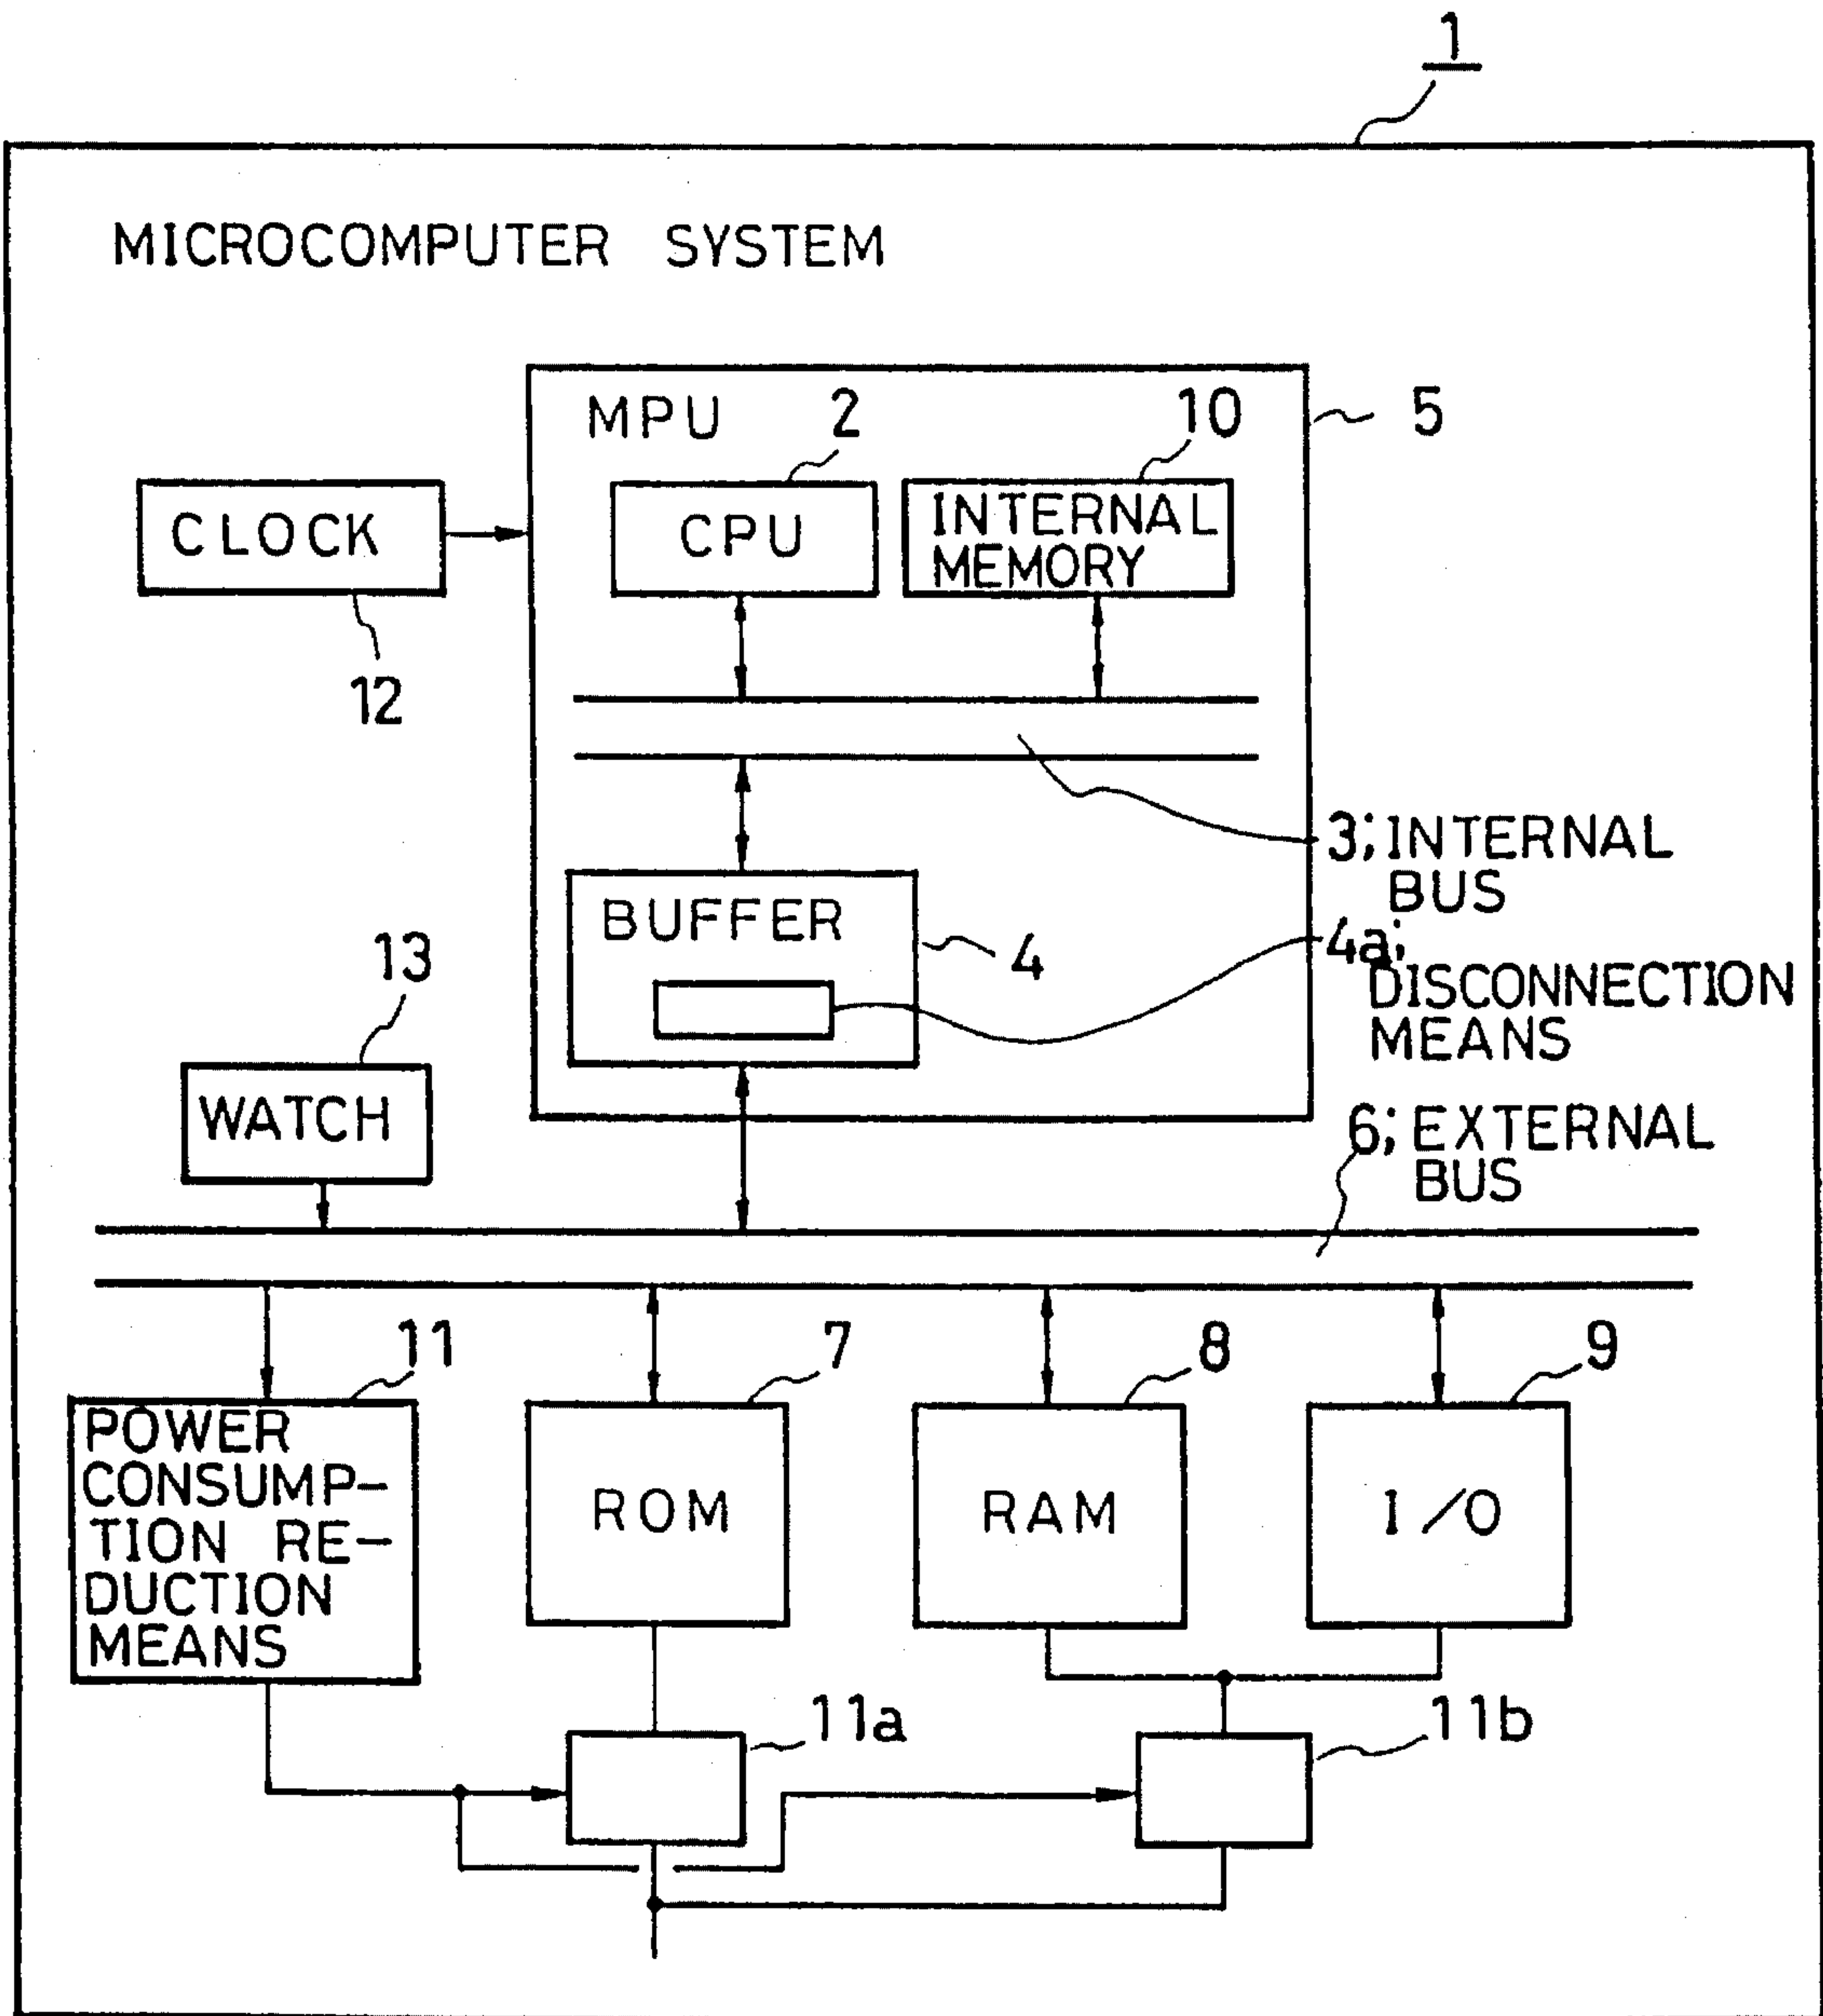 1
MICROCOMPUTER SYSTEM
MPU
2
10
5
CLOCK
CPU
INTERNAL
MEMORY
12
3; INTERNAL
BUS
BUFFER
4
4a;
DISCONNECTION
MEANS
13
WATCH
6; EXTERNAL
BUS
11
7
8
9
POWER
CONSUMP-
TION RE-
DUCTION
MEANS
ROM
RAM
I/O
11a
11b